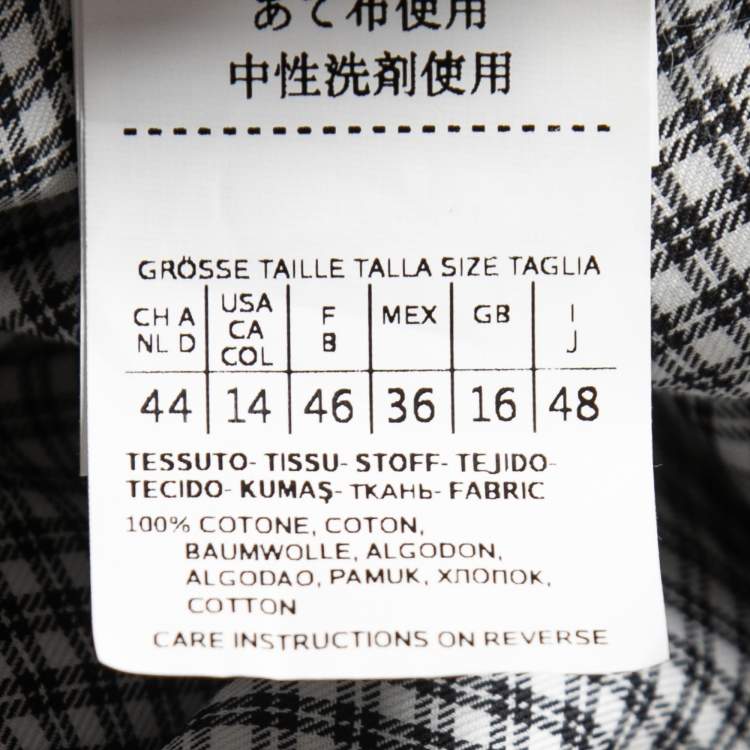 あて布使用
中性洗剤使用
GRÖSSE TAILLE TALLA SIZE TAGLIA
CH A NL D USA CA COL F B MEX GB I J
44 14 46 36 16 48
TESSUTO- TISSU- STOFF- TEJIDO-
TECIDO- KUMAŞ- ТКАНЬ- FABRIC
100% COTONE, COTON,
BAUMWOLLE, ALGODON,
ALGODAO, PAMUK, ХЛОПОК,
COTTON
CARE INSTRUCTIONS ON REVERSE